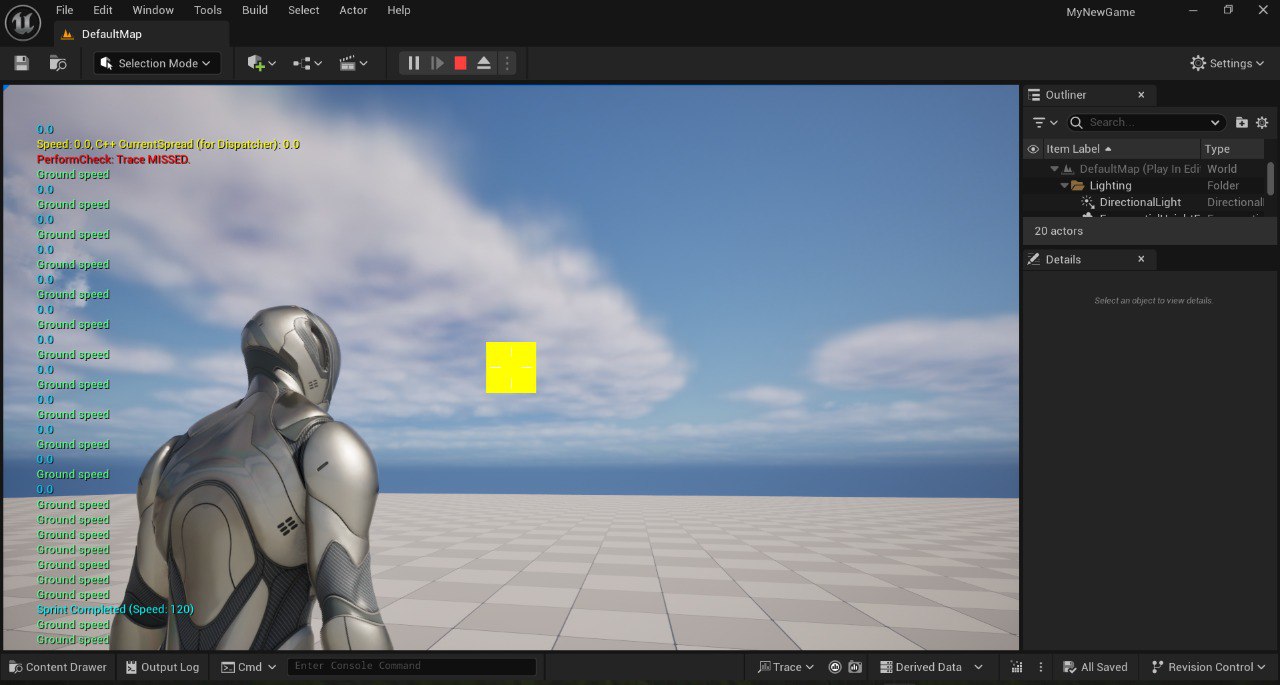 File Edit Window Tools Build Select Actor Help
MyNewGame
DefaultMap
Selection Mode
Settings
0.0
Speed: 0.0, C++ CurrentSpread (for Dispatcher): 0.0
PerformCheck: Trace MISSED.
Ground speed
0.0
Ground speed
0.0
Ground speed
0.0
Ground speed
0.0
Ground speed
0.0
Ground speed
0.0
Ground speed
0.0
Ground speed
0.0
Ground speed
0.0
Ground speed
0.0
Ground speed
0.0
Ground speed
Ground speed
Ground speed
Ground speed
Ground speed
Ground speed
Ground speed
Sprint Completed (Speed: 120)
Ground speed
Ground speed
Outliner
Search...
Item Label Type
DefaultMap (Play In Edi World
Lighting Folder
DirectionalLight Directional
20 actors
Details
Select an object to view details.
Content Drawer Output Log Cmd Enter Console Command Trace Derived Data All Saved Revision Control